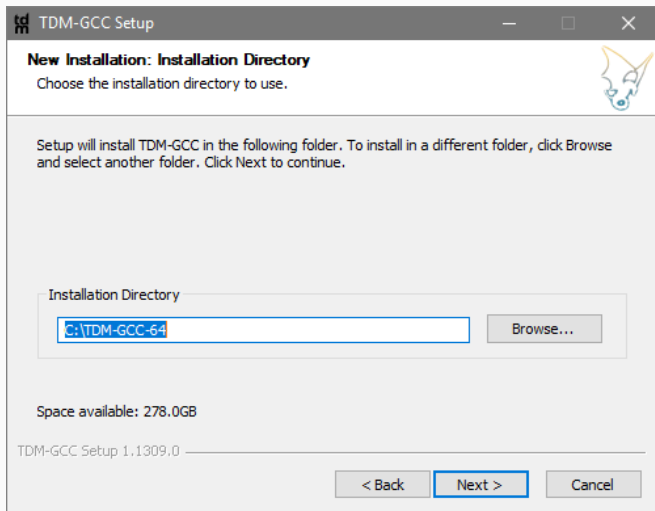 tdm TDM-GCC Setup
New Installation: Installation Directory
Choose the installation directory to use.
Setup will install TDM-GCC in the following folder. To install in a different folder, click Browse
and select another folder. Click Next to continue.
Installation Directory
C:\TDM-GCC-64
Browse...
Space available: 278.0GB
TDM-GCC Setup 1.1309.0
< Back
Next >
Cancel